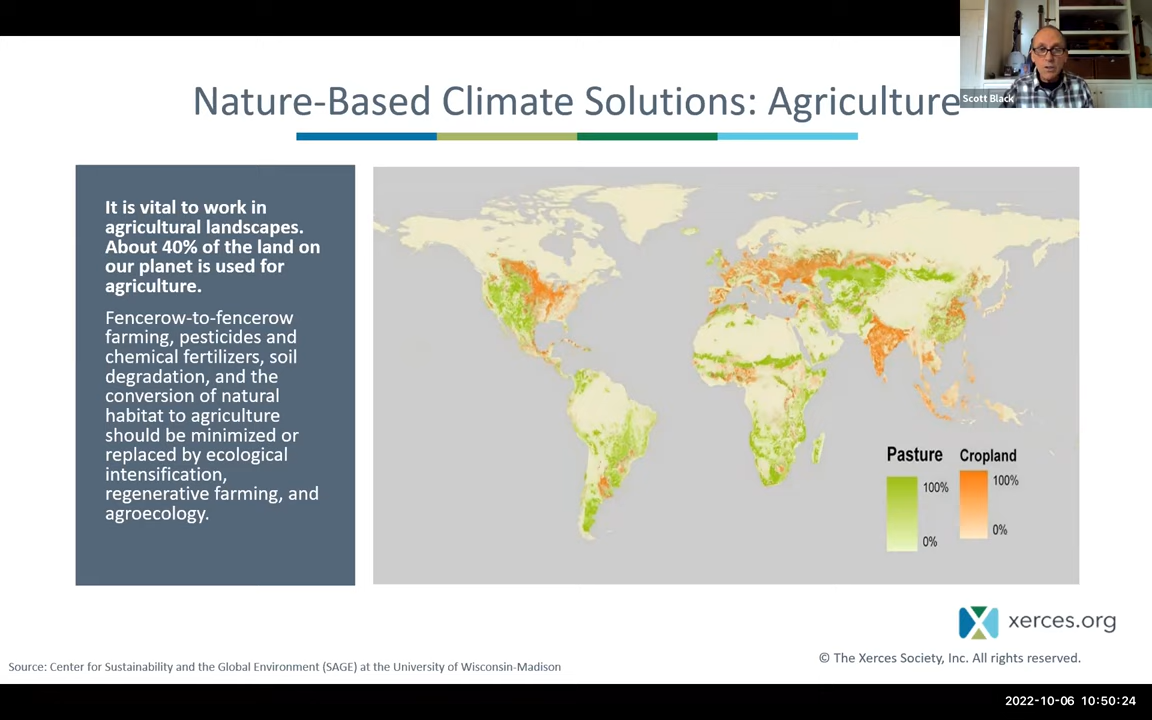 Nature-Based Climate Solutions: Agriculture
Scott Black
It is vital to work in
agricultural landscapes.
About 40% of the land on
our planet is used for
agriculture.
Fencerow-to-fencerow
farming, pesticides and
chemical fertilizers, soil
degradation, and the
conversion of natural
habitat to agriculture
should be minimized or
replaced by ecological
intensification,
regenerative farming, and
agroecology.
Pasture Cropland
100% 100%
0% 0%
xerces.org
© The Xerces Society, Inc. All rights reserved.
Source: Center for Sustainability and the Global Environment (SAGE) at the University of Wisconsin-Madison
2022-10-06 10:50:24